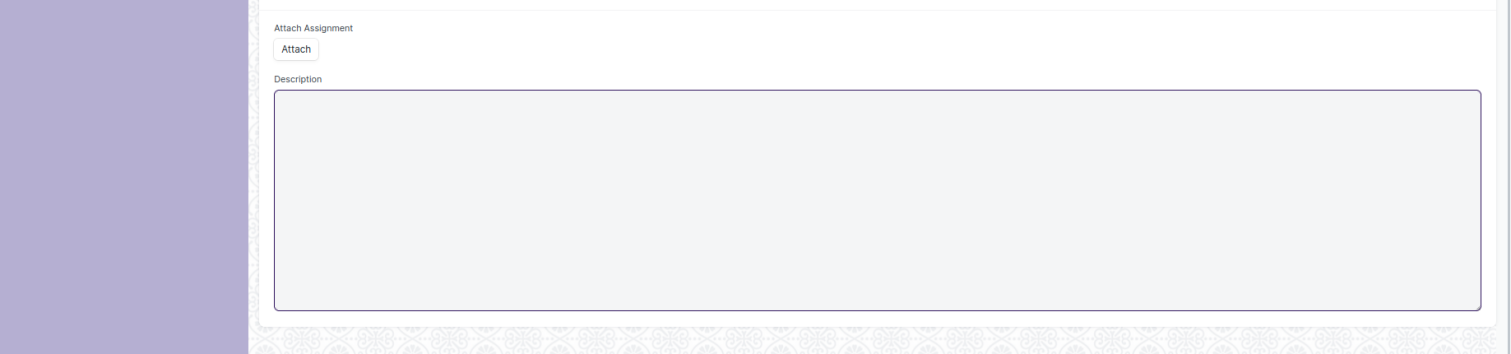 Attach Assignment
Attach
Description